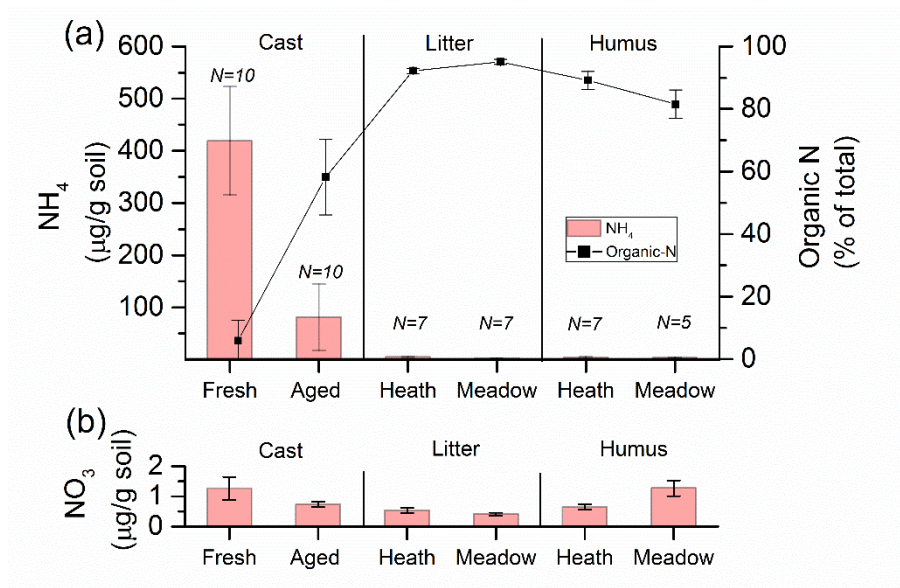 (a)
Cast Litter Humus
600
500
400
300
200
100
NH4
(µg/g soil)
N=10
N=10
N=7
N=7
N=7
N=5
NH4
Organic-N
100
80
60
40
20
0
Organic N
(% of total)
Fresh Aged Heath Meadow Heath Meadow
(b)
Cast Litter Humus
2
1
0
NO3
(µg/g soil)
Fresh Aged Heath Meadow Heath Meadow